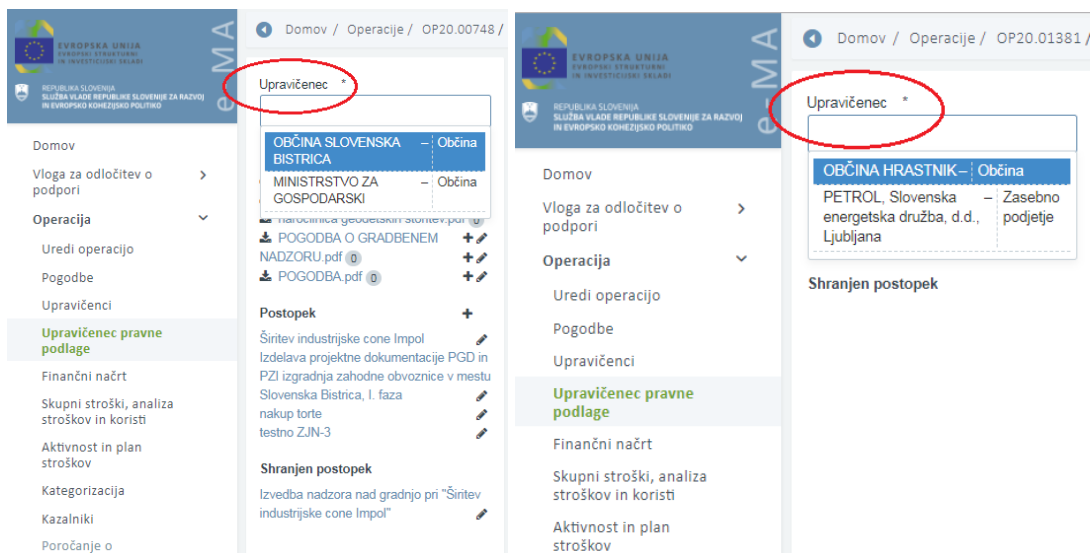 EVROPSKA UNIJA
EVROPSKI STRUKTURNI
IN INVESTICIJSKI SKLADI
REPUBLIKA SLOVENIJA
SLUŽBA VLADE REPUBLIKE SLOVENIJE ZA RAZVOJ
IN EVROPSKO KOHEZIJSKO POLITIKO
e-MA
Domov
Vloga za odločitev o
podpori
Operacija
Uredi operacijo
Pogodbe
Upravičenci
Upravičenec pravne
podlage
Finančni načrt
Skupni stroški, analiza
stroškov in koristi
Aktivnost in plan
stroškov
Kategorizacija
Kazalniki
Poročanje o
Domov / Operacije / OP20.00748 /
Upravičenec *
OBČINA SLOVENSKA – Občina
BISTRICA
MINISTRSTVO ZA – Občina
GOSPODARSKI
naročilnica geodetskih storitev.pdf 0
POGODBA O GRADBENEM
NADZORU.pdf 0
POGODBA.pdf 0
Postopek
Širitev industrijske cone Impol
Izdelava projektne dokumentacije PGD in
PZI izgradnja zahodne obvoznice v mestu
Slovenska Bistrica, I. faza
nakup torte
testno ZJN-3
Shranjen postopek
Izvedba nadzora nad gradnjo pri "Širitev
industrijske cone Impol"
EVROPSKA UNIJA
EVROPSKI STRUKTURNI
IN INVESTICIJSKI SKLADI
REPUBLIKA SLOVENIJA
SLUŽBA VLADE REPUBLIKE SLOVENIJE ZA RAZVOJ
IN EVROPSKO KOHEZIJSKO POLITIKO
e-MA
Domov
Vloga za odločitev o
podpori
Operacija
Uredi operacijo
Pogodbe
Upravičenci
Upravičenec pravne
podlage
Finančni načrt
Skupni stroški, analiza
stroškov in koristi
Aktivnost in plan
stroškov
Domov / Operacije / OP20.01381 /
Upravičenec *
OBČINA HRASTNIK – Občina
PETROL, Slovenska – Zasebno
energetska družba, d.d., podjetje
Ljubljana
Shranjen postopek